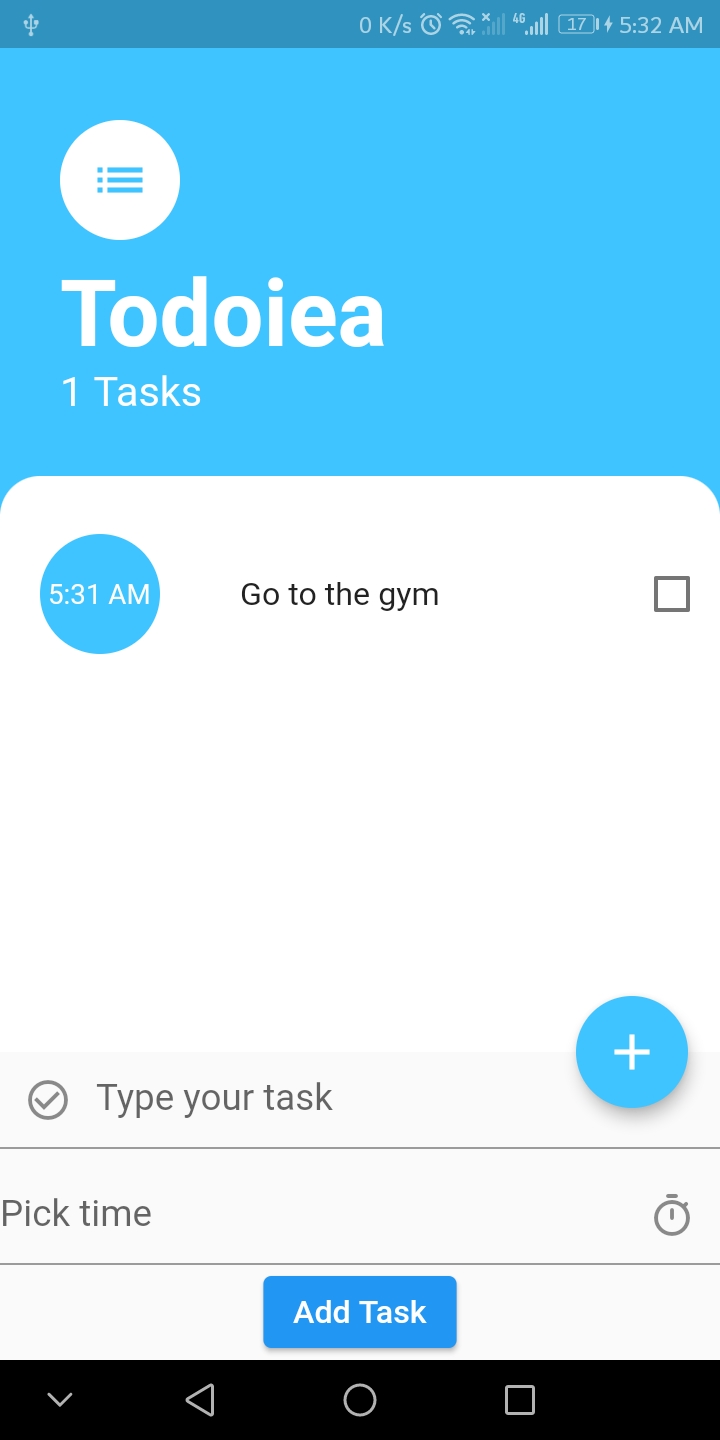 0 K/s 4G 17 5:32 AM
Todoiea
1 Tasks
5:31 AM Go to the gym
Type your task
Pick time
Add Task